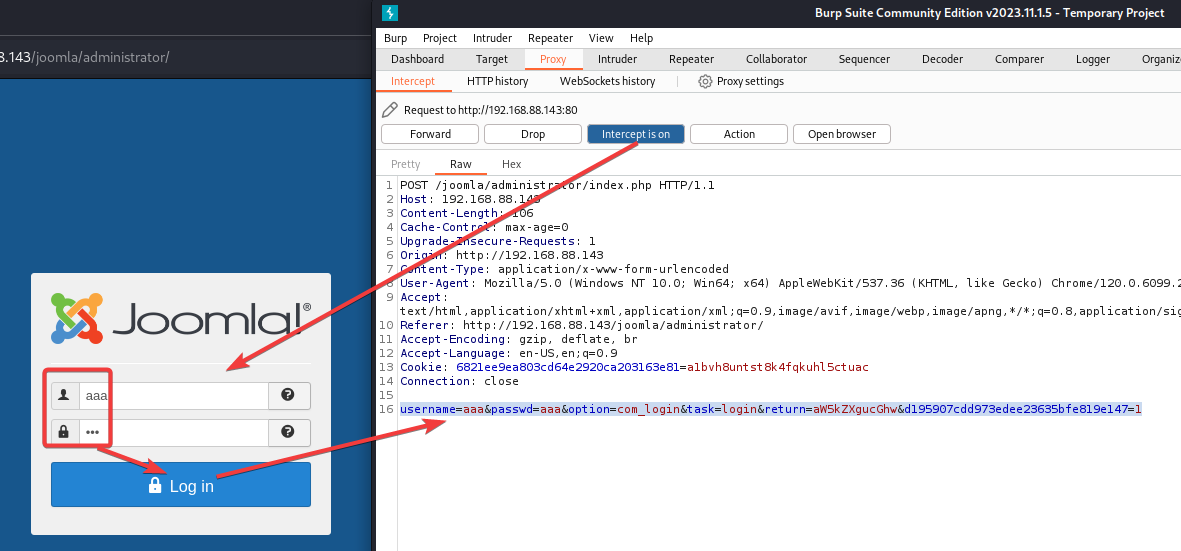 8.143/joomla/administrator/
Joomla!®
aaa
•••
Log in
Burp Suite Community Edition v2023.11.1.5 - Temporary Project
Burp Project Intruder Repeater View Help
Dashboard Target Proxy Intruder Repeater Collaborator Sequencer Decoder Comparer Logger Organiz
Intercept HTTP history WebSockets history Proxy settings
Request to http://192.168.88.143:80
Forward Drop Intercept is on Action Open browser
Pretty Raw Hex
1 POST /joomla/administrator/index.php HTTP/1.1
2 Host: 192.168.88.143
3 Content-Length: 106
4 Cache-Control: max-age=0
5 Upgrade-Insecure-Requests: 1
6 Origin: http://192.168.88.143
7 Content-Type: application/x-www-form-urlencoded
8 User-Agent: Mozilla/5.0 (Windows NT 10.0; Win64; x64) AppleWebKit/537.36 (KHTML, like Gecko) Chrome/120.0.6099.2
9 Accept:
text/html,application/xhtml+xml,application/xml;q=0.9,image/avif,image/webp,image/apng,*/*;q=0.8,application/sig
10 Referer: http://192.168.88.143/joomla/administrator/
11 Accept-Encoding: gzip, deflate, br
12 Accept-Language: en-US,en;q=0.9
13 Cookie: 6821ee9ea803cd64e2920ca203163e81=a1bvh8untst8k4fqkuhl5ctuac
14 Connection: close
15
16 username=aaa&passwd=aaa&option=com_login&task=login&return=aW5kZXgucGhw&d195907cdd973edee23635bfe819e147=1